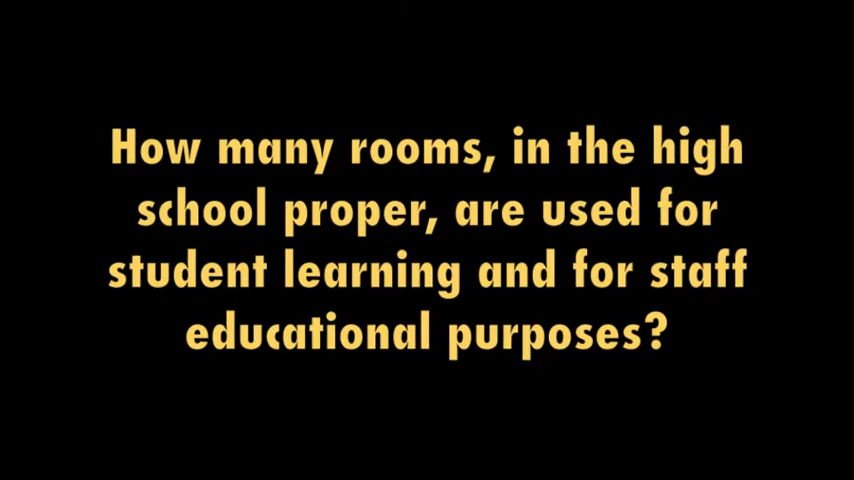 How many rooms, in the high
school proper, are used for
student learning and for staff
educational purposes?